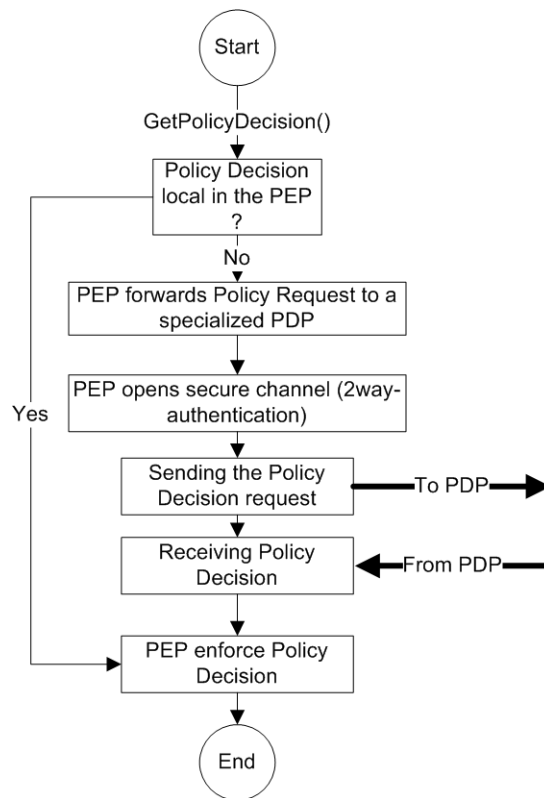 Start
GetPolicyDecision()
Policy Decision
local in the PEP
?
No
PEP forwards Policy Request to a
specialized PDP
PEP opens secure channel (2way-
authentication)
Yes
Sending the Policy
Decision request
To PDP
Receiving Policy
Decision
From PDP
PEP enforce Policy
Decision
End